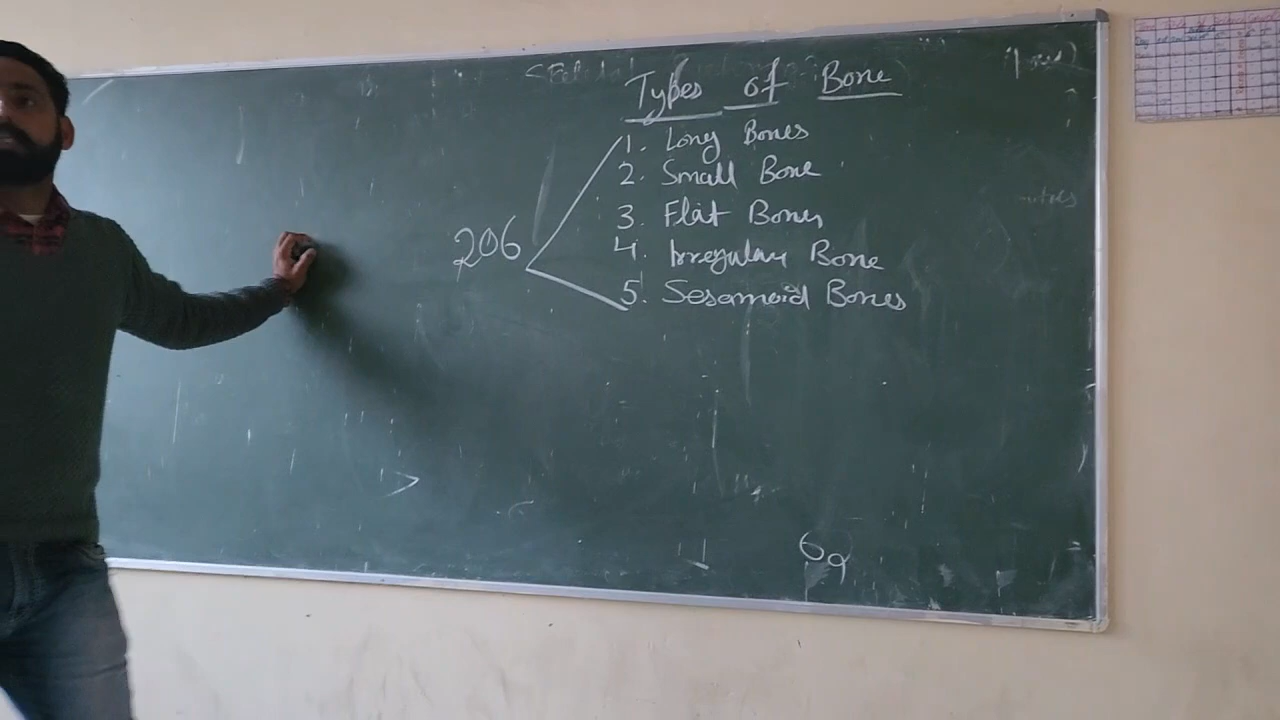 Types of Bone
1. Long Bones
2. Small Bone
3. Flat Bones
206
4. Irregular Bone
5. Sesamoid Bones
69